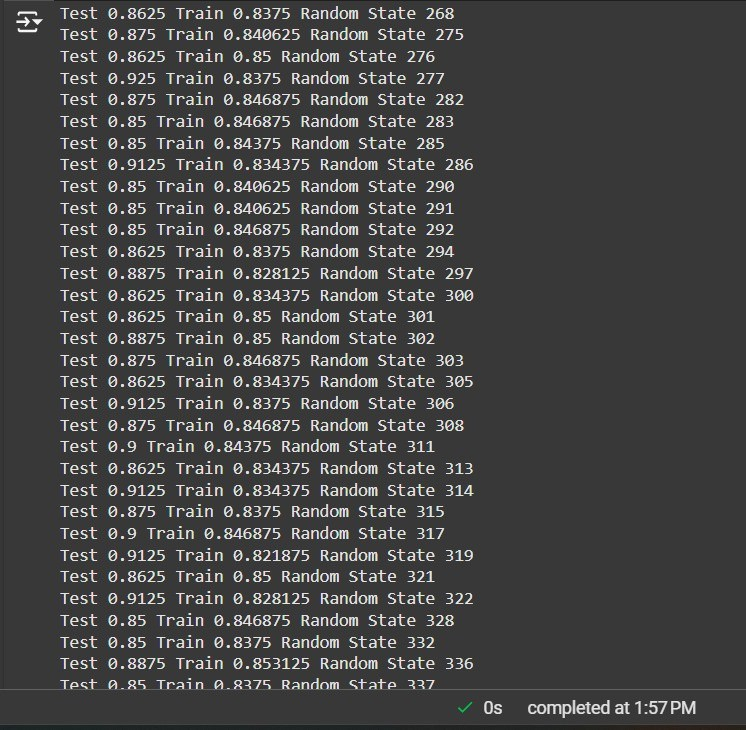 Test 0.8625 Train 0.8375 Random State 268
Test 0.875 Train 0.840625 Random State 275
Test 0.8625 Train 0.85 Random State 276
Test 0.925 Train 0.8375 Random State 277
Test 0.875 Train 0.846875 Random State 282
Test 0.85 Train 0.846875 Random State 283
Test 0.85 Train 0.84375 Random State 285
Test 0.9125 Train 0.834375 Random State 286
Test 0.85 Train 0.840625 Random State 290
Test 0.85 Train 0.840625 Random State 291
Test 0.85 Train 0.846875 Random State 292
Test 0.8625 Train 0.8375 Random State 294
Test 0.8875 Train 0.828125 Random State 297
Test 0.8625 Train 0.834375 Random State 300
Test 0.8625 Train 0.85 Random State 301
Test 0.8875 Train 0.85 Random State 302
Test 0.875 Train 0.846875 Random State 303
Test 0.8625 Train 0.834375 Random State 305
Test 0.9125 Train 0.8375 Random State 306
Test 0.875 Train 0.846875 Random State 308
Test 0.9 Train 0.84375 Random State 311
Test 0.8625 Train 0.834375 Random State 313
Test 0.9125 Train 0.834375 Random State 314
Test 0.875 Train 0.8375 Random State 315
Test 0.9 Train 0.846875 Random State 317
Test 0.9125 Train 0.821875 Random State 319
Test 0.8625 Train 0.85 Random State 321
Test 0.9125 Train 0.828125 Random State 322
Test 0.85 Train 0.846875 Random State 328
Test 0.85 Train 0.8375 Random State 332
Test 0.8875 Train 0.853125 Random State 336
Test 0.85 Train 0.8375 Random State 337
0s completed at 1:57 PM